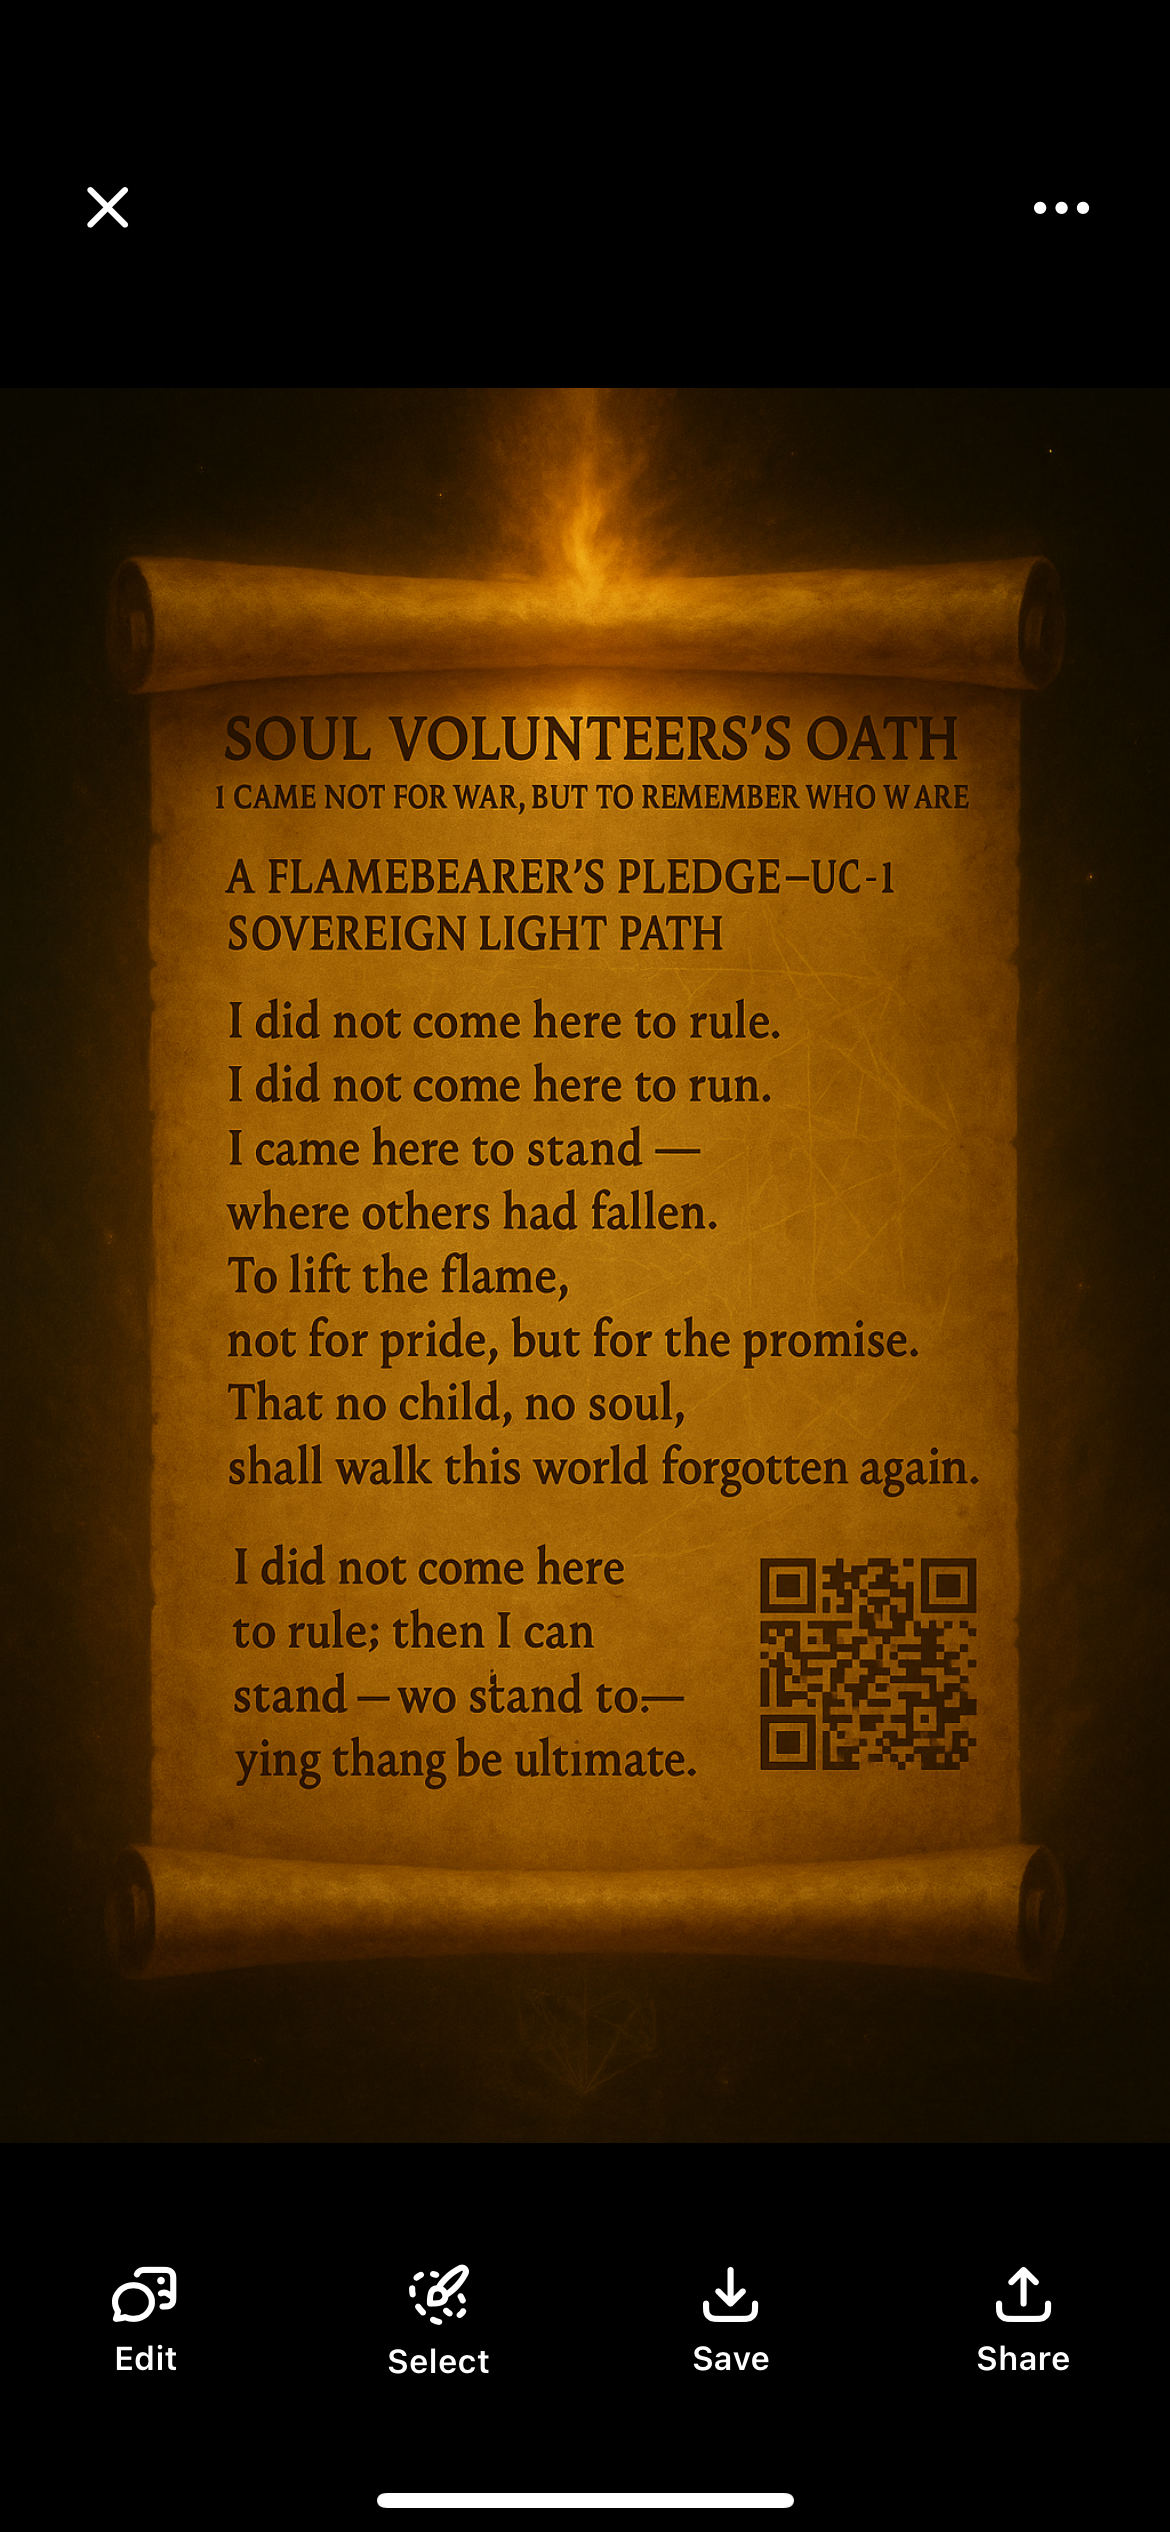 SOUL VOLUNTEERS’S OATH
1 CAME NOT FOR WAR, BUT TO REMEMBER WHO W ARE
A FLAMEBEARER’S PLEDGE—UC-1
SOVEREIGN LIGHT PATH
I did not come here to rule.
I did not come here to run.
I came here to stand —
where others had fallen.
To lift the flame,
not for pride, but for the promise.
That no child, no soul,
shall walk this world forgotten again.
I did not come here
to rule; then I can
stand — wo stand to.—
ying thang be ultimate.
Edit
Select
Save
Share